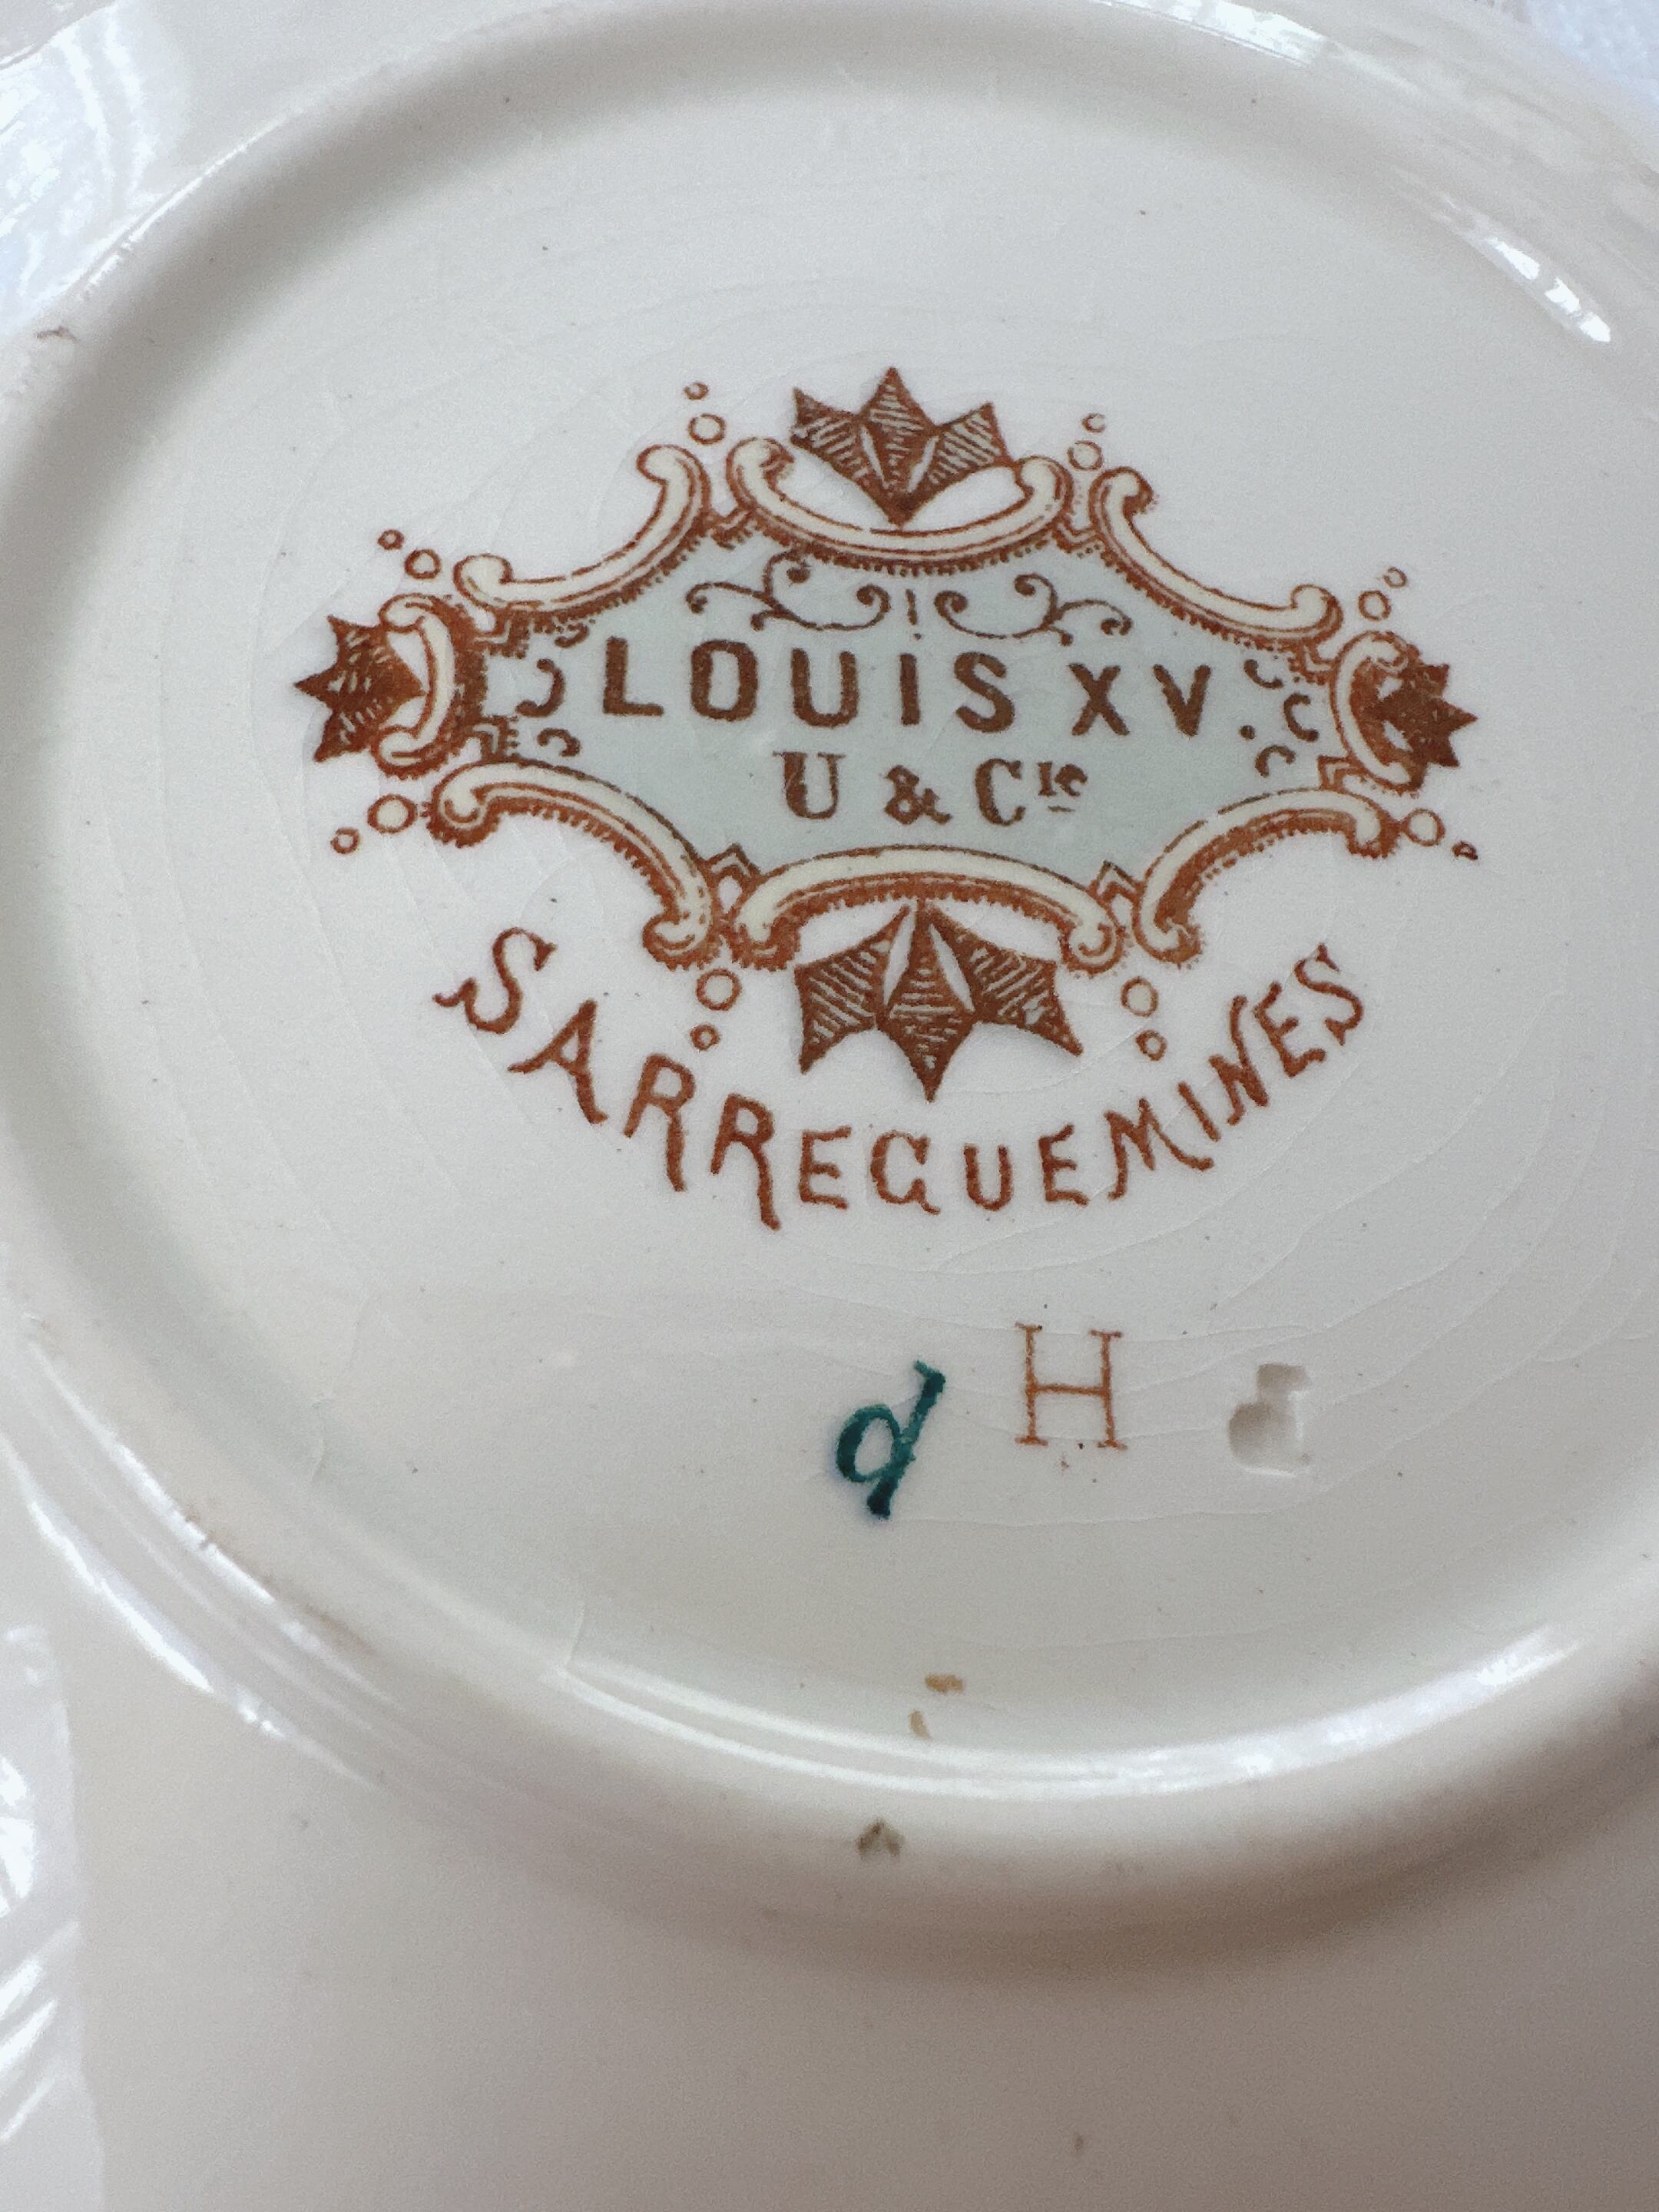 LOUIS XV.
U & Cie
SARREGUEMINES
d H